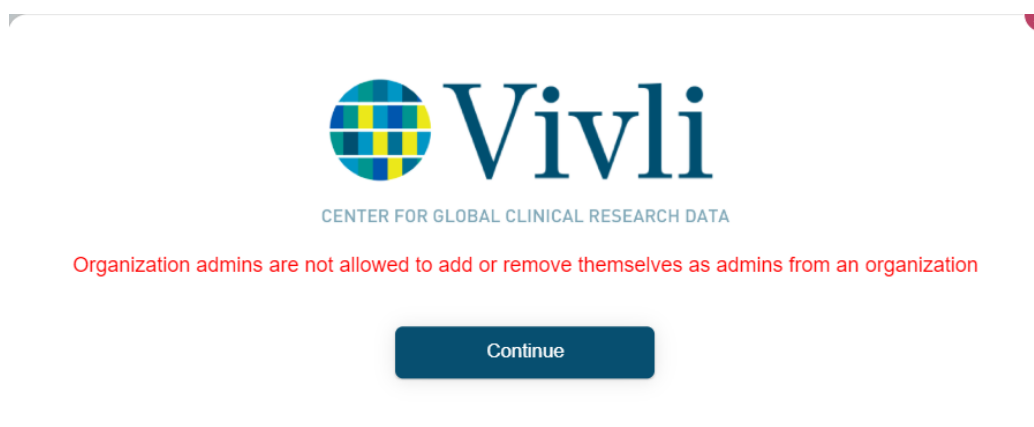 Vivli
CENTER FOR GLOBAL CLINICAL RESEARCH DATA
Organization admins are not allowed to add or remove themselves as admins from an organization
Continue